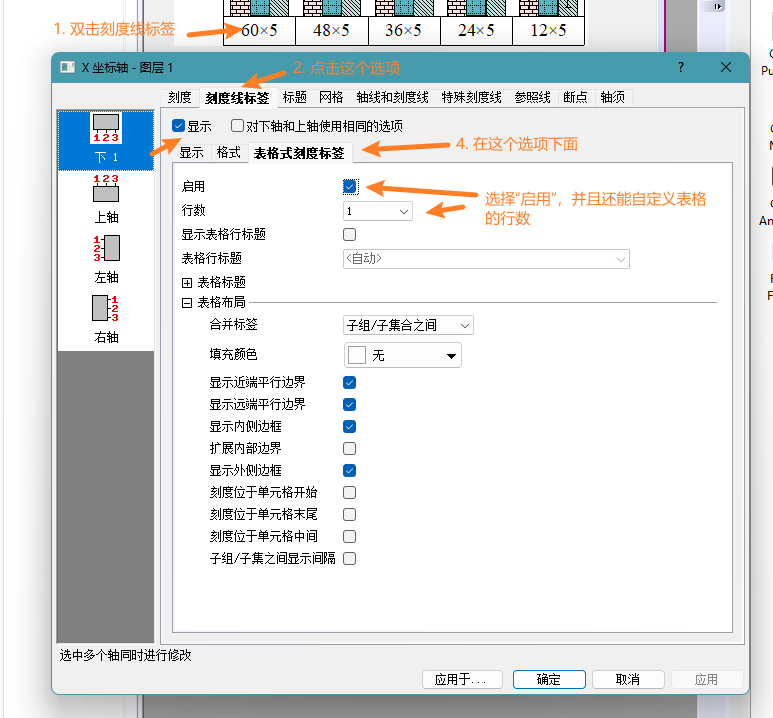 1. 双击刻度线标签
60×5 48×5 36×5 24×5 12×5
X 坐标轴 - 图层 1 ? ×
2. 点击这个选项
刻度 刻度线标签 标题 网格 轴线和刻度线 特殊刻度线 参照线 断点 轴须
显示 对下轴和上轴使用相同的选项
显示 格式 表格式刻度标签
4. 在这个选项下面
1 2 3
下 1
1 2 3
上轴
1
2
3
左轴
1
2
3
右轴
启用
选择“启用”，并且还能自定义表格
的行数
行数 1
显示表格行标题
表格行标题 <自动>
表格标题
表格布局
合并标签 子组/子集合之间
填充颜色 无
显示近端平行边界
显示远端平行边界
显示内侧边框
扩展内部边界
显示外侧边框
刻度位于单元格开始
刻度位于单元格末尾
刻度位于单元格中间
子组/子集之间显示间隔
选中多个轴同时进行修改
应用于... 确定 取消 应用
Pu
An
F